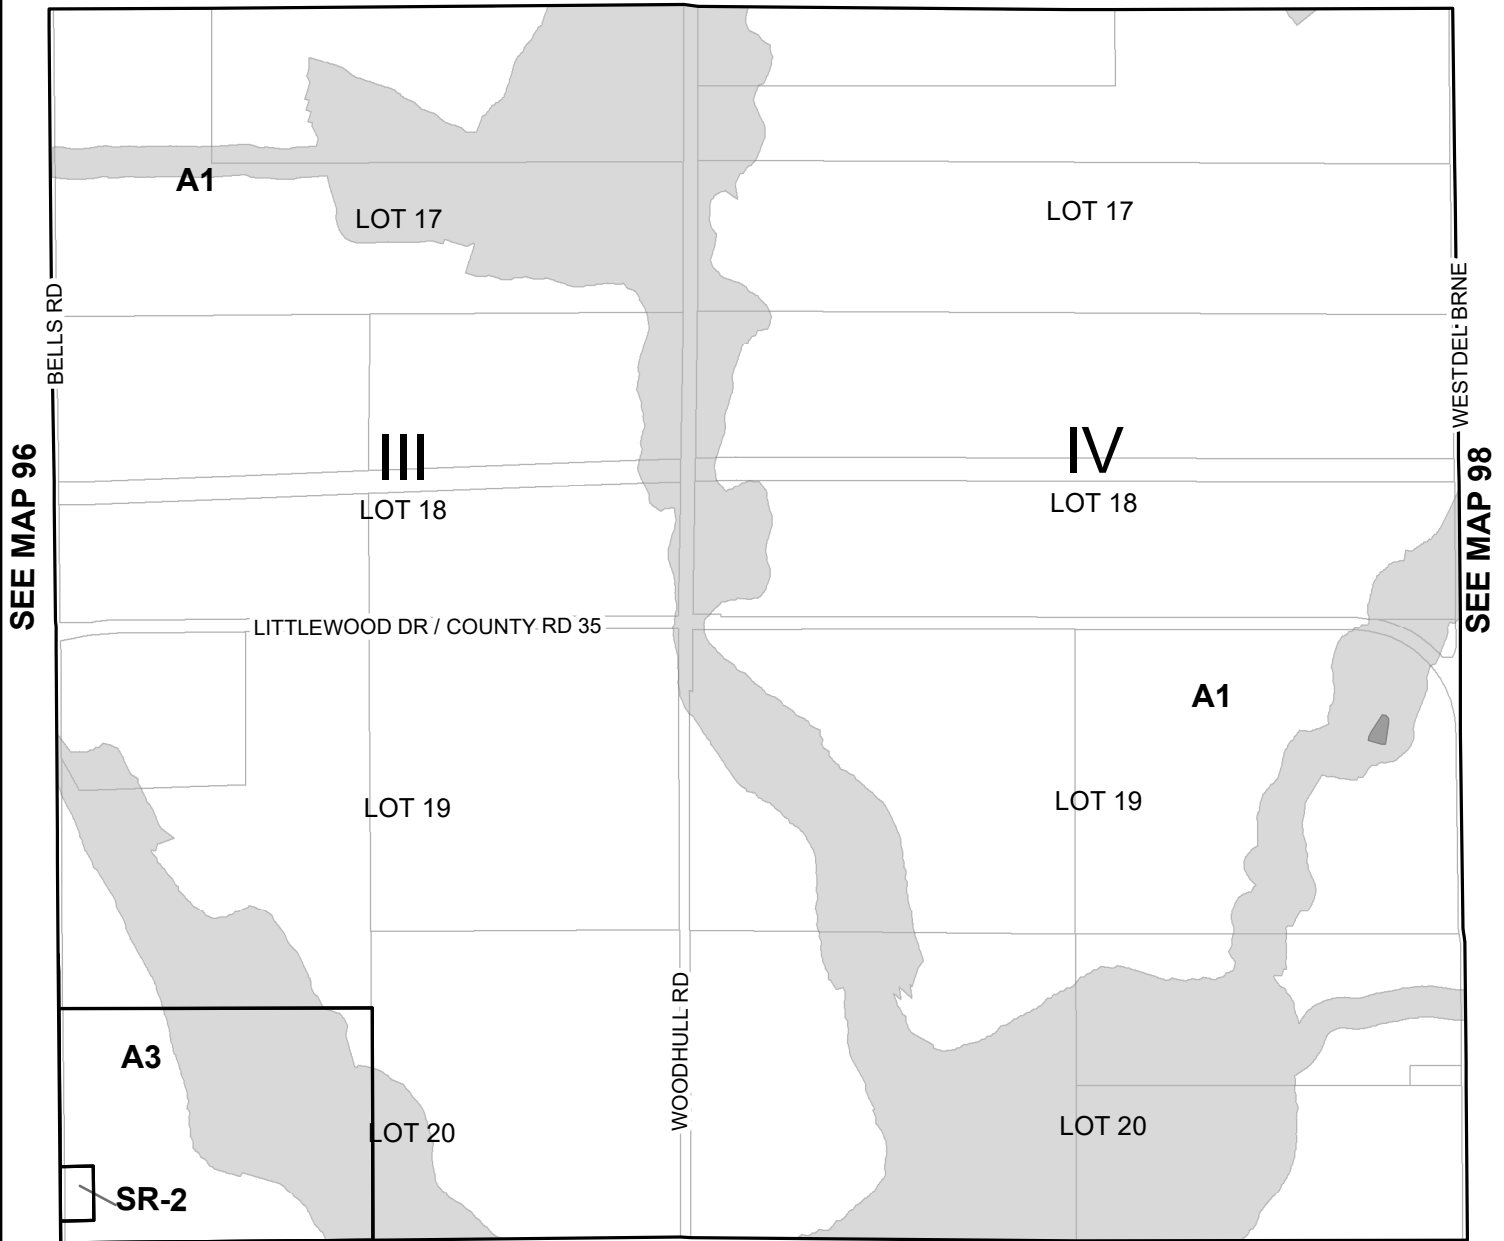 A1
LOT 17
LOT 17
BELLS RD
WESTDEL BRNE
III
IV
SEE MAP 96
SEE MAP 98
LOT 18
LOT 18
LITTLEWOOD DR / COUNTY RD 35
A1
LOT 19
LOT 19
WOODHULL RD
A3
LOT 20
LOT 20
SR-2